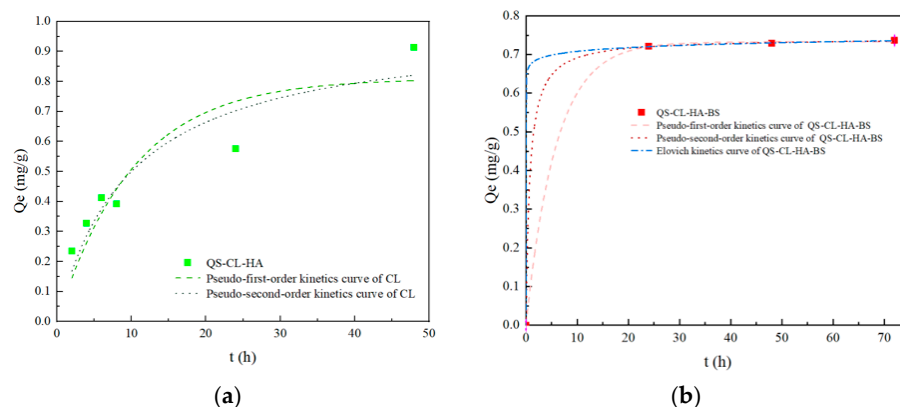 1.0
0.9
0.8
0.7
0.6
0.5
0.4
0.3
0.2
0.1
0.0
Qe (mg/g)
QS-CL-HA
Pseudo-first-order kinetics curve of CL
Pseudo-second-order kinetics curve of CL
0 10 20 30 40 50
t (h)
(a)
0.8
0.7
0.6
0.5
0.4
0.3
0.2
0.1
0.0
Qe (mg/g)
QS-CL-HA-BS
Pseudo-first-order kinetics curve of QS-CL-HA-BS
Pseudo-second-order kinetics curve of QS-CL-HA-BS
Elovich kinetics curve of QS-CL-HA-BS
0 10 20 30 40 50 60 70
t (h)
(b)